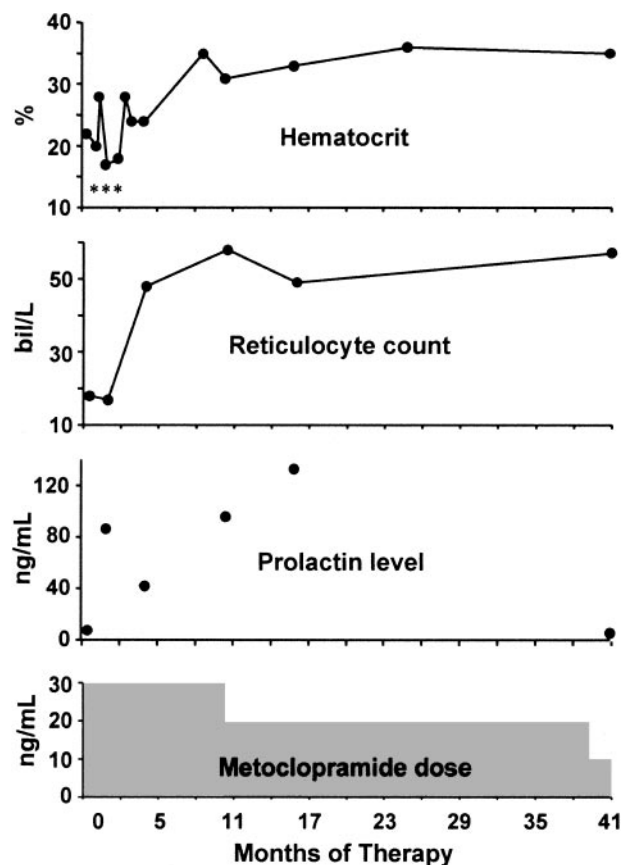 40
30
%
20
Hematocrit
***
10
50
bil/L
30
Reticulocyte count
10
120
ng/mL
80
Prolactin level
40
0
30
ng/mL
20
10
Metoclopramide dose
0
0 5 11 17 23 29 35 41
Months of Therapy